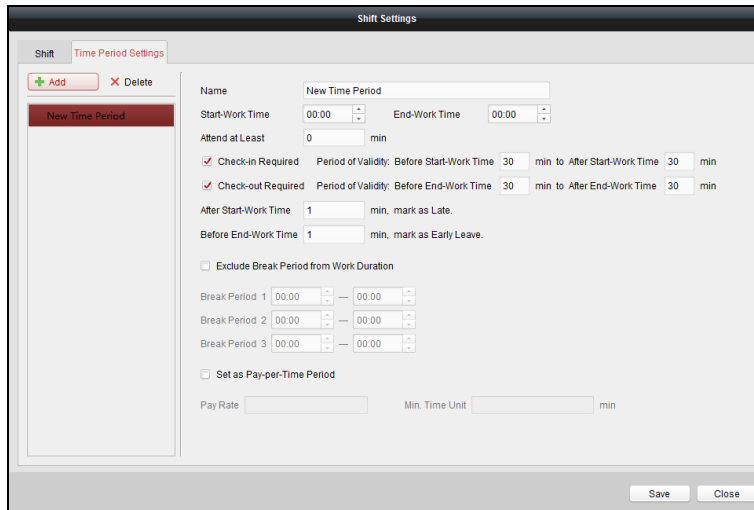 Shift Settings
Shift Time Period Settings
Add Delete
New Time Period
Name New Time Period
Start-Work Time 00:00 End-Work Time 00:00
Attend at Least 0 min
Check-in Required Period of Validity: Before Start-Work Time 30 min to After Start-Work Time 30 min
Check-out Required Period of Validity: Before End-Work Time 30 min to After End-Work Time 30 min
After Start-Work Time 1 min, mark as Late.
Before End-Work Time 1 min, mark as Early Leave.
Exclude Break Period from Work Duration
Break Period 1 00:00 — 00:00
Break Period 2 00:00 — 00:00
Break Period 3 00:00 — 00:00
Set as Pay-per-Time Period
Pay Rate Min. Time Unit min
Save Close